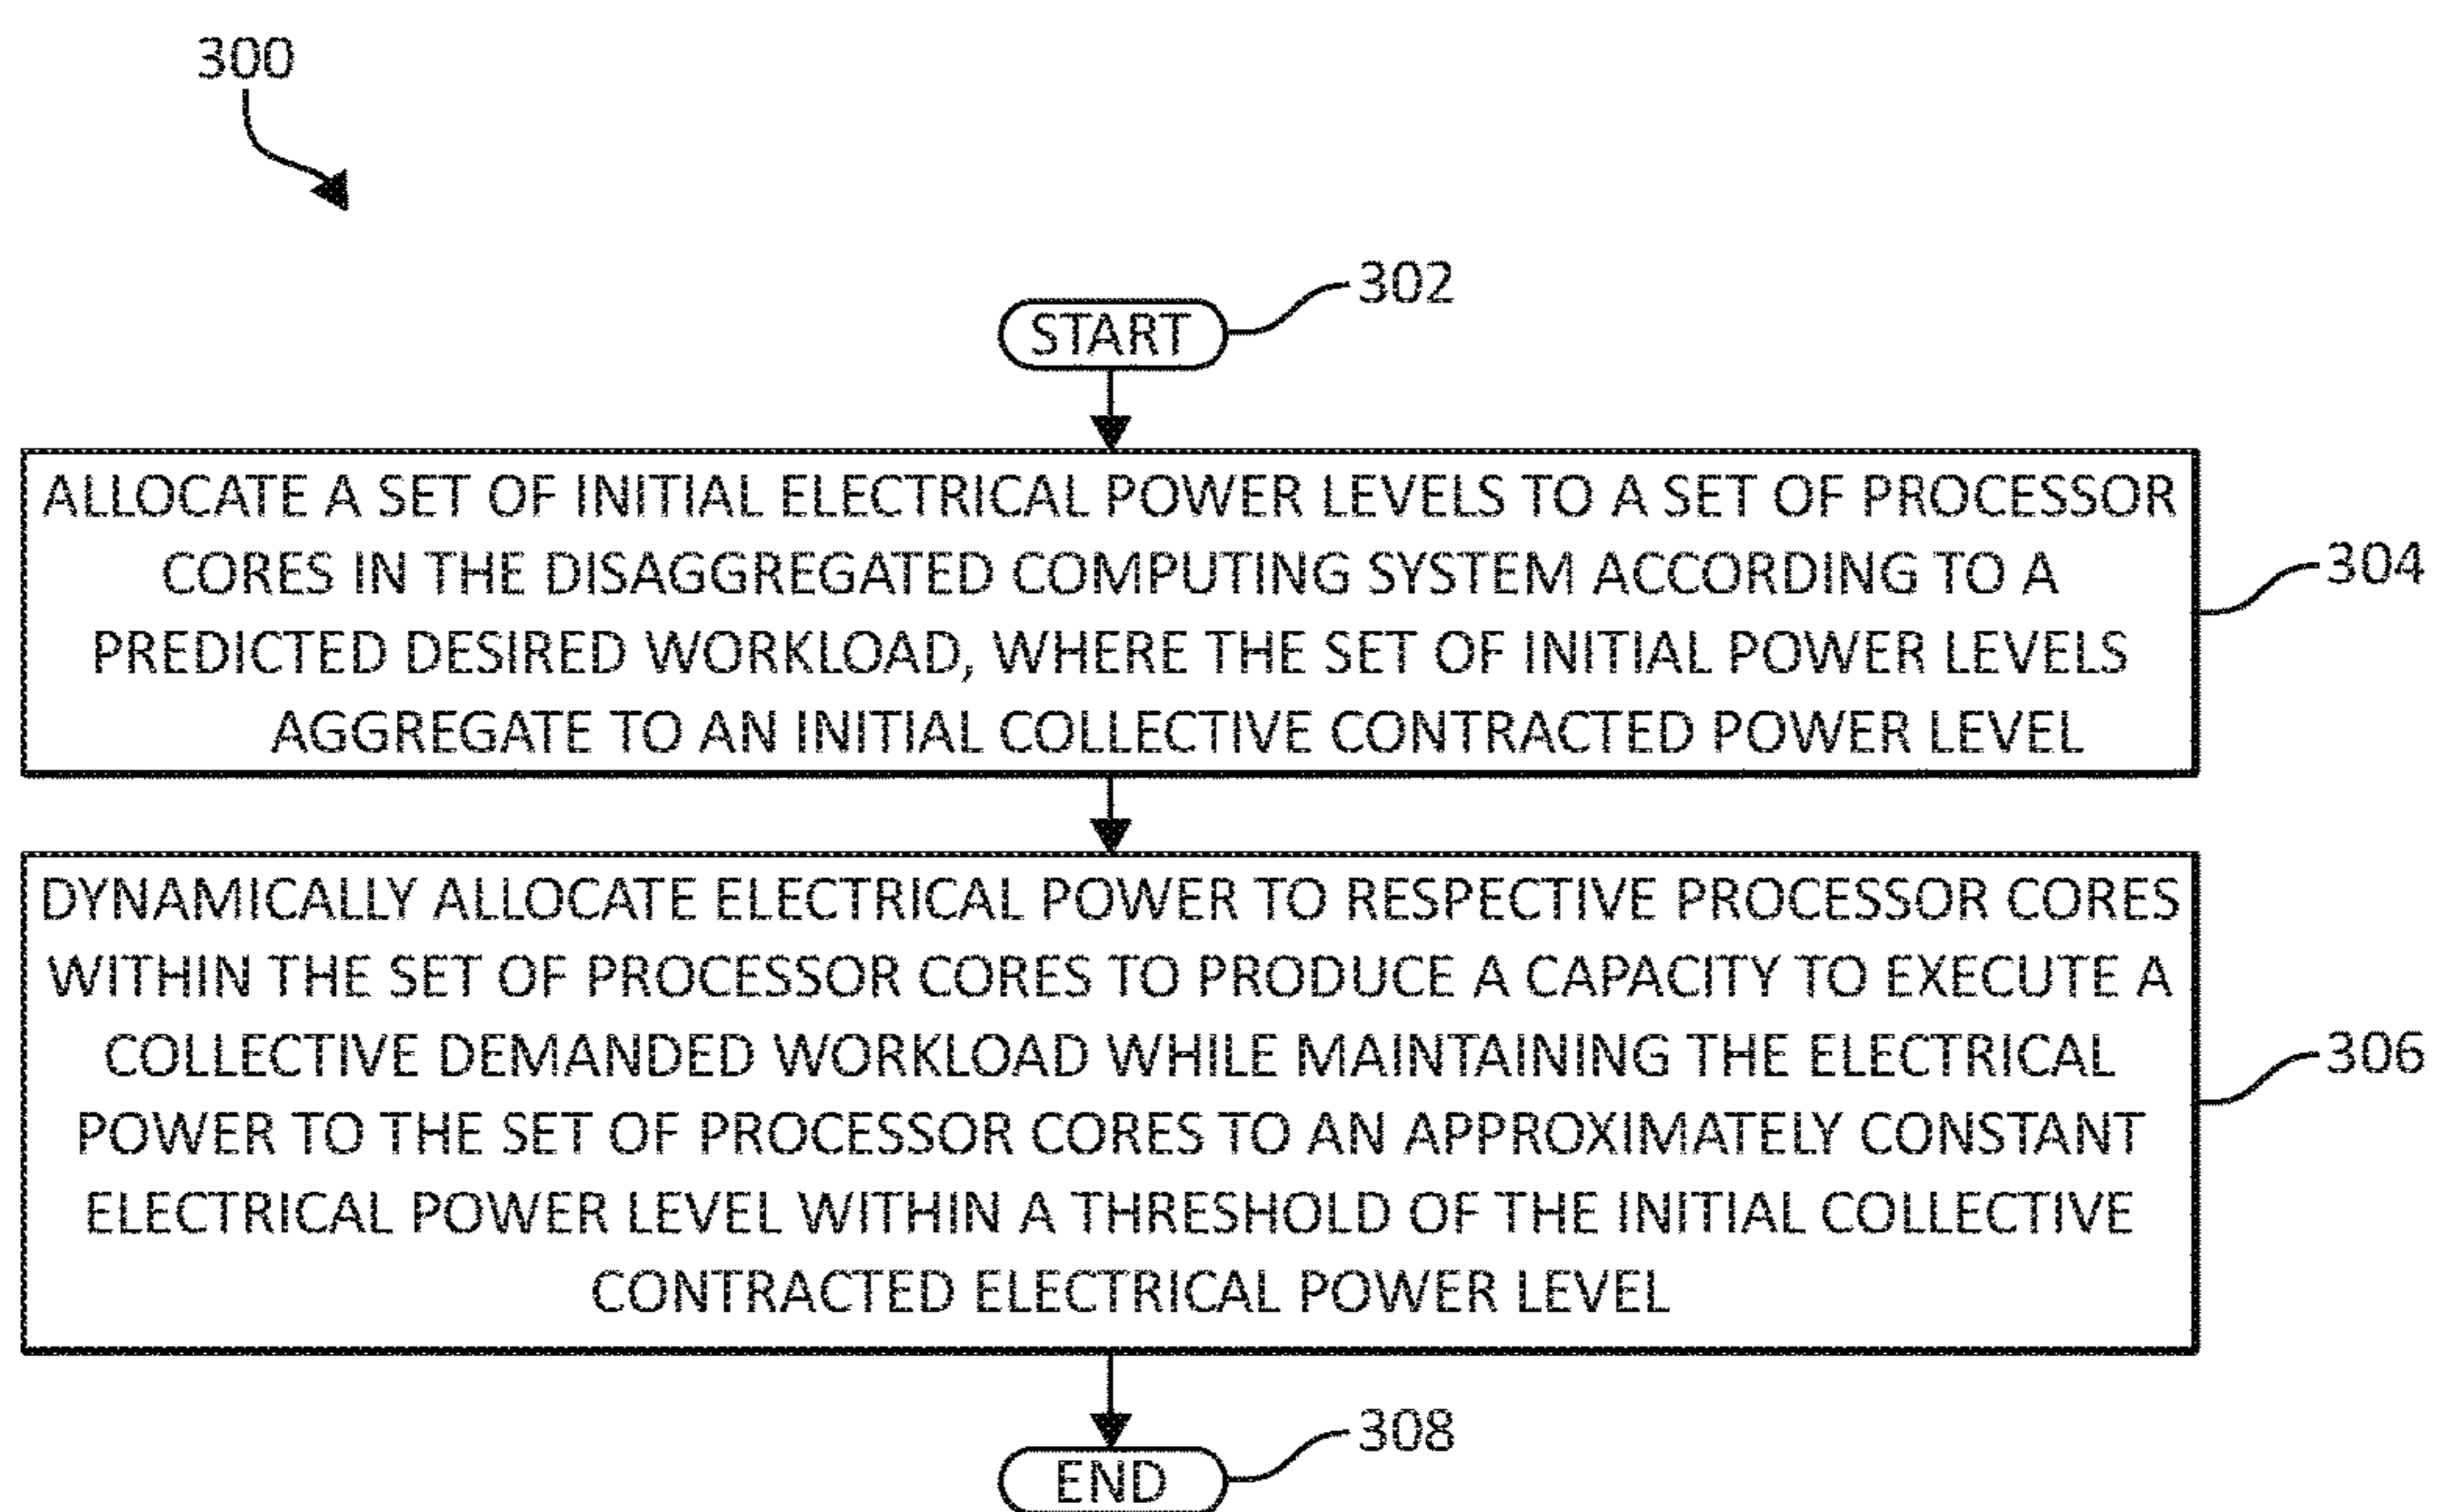 300
302
START
ALLOCATE A SET OF INITIAL ELECTRICAL POWER LEVELS TO A SET OF PROCESSOR
CORES IN THE DISAGGREGATED COMPUTING SYSTEM ACCORDING TO A
304
PREDICTED DESIRED WORKLOAD, WHERE THE SET OF INITIAL POWER LEVELS
AGGREGATE TO AN INITIAL COLLECTIVE CONTRACTED POWER LEVEL
DYNAMICALLY ALLOCATE ELECTRICAL POWER TO RESPECTIVE PROCESSOR CORES
WITHIN THE SET OF PROCESSOR CORES TO PRODUCE A CAPACITY TO EXECUTE A
COLLECTIVE DEMANDED WORKLOAD WHILE MAINTAINING THE ELECTRICAL
306
POWER TO THE SET OF PROCESSOR CORES TO AN APPROXIMATELY CONSTANT
ELECTRICAL POWER LEVEL WITHIN A THRESHOLD OF THE INITIAL COLLECTIVE
CONTRACTED ELECTRICAL POWER LEVEL
308
END